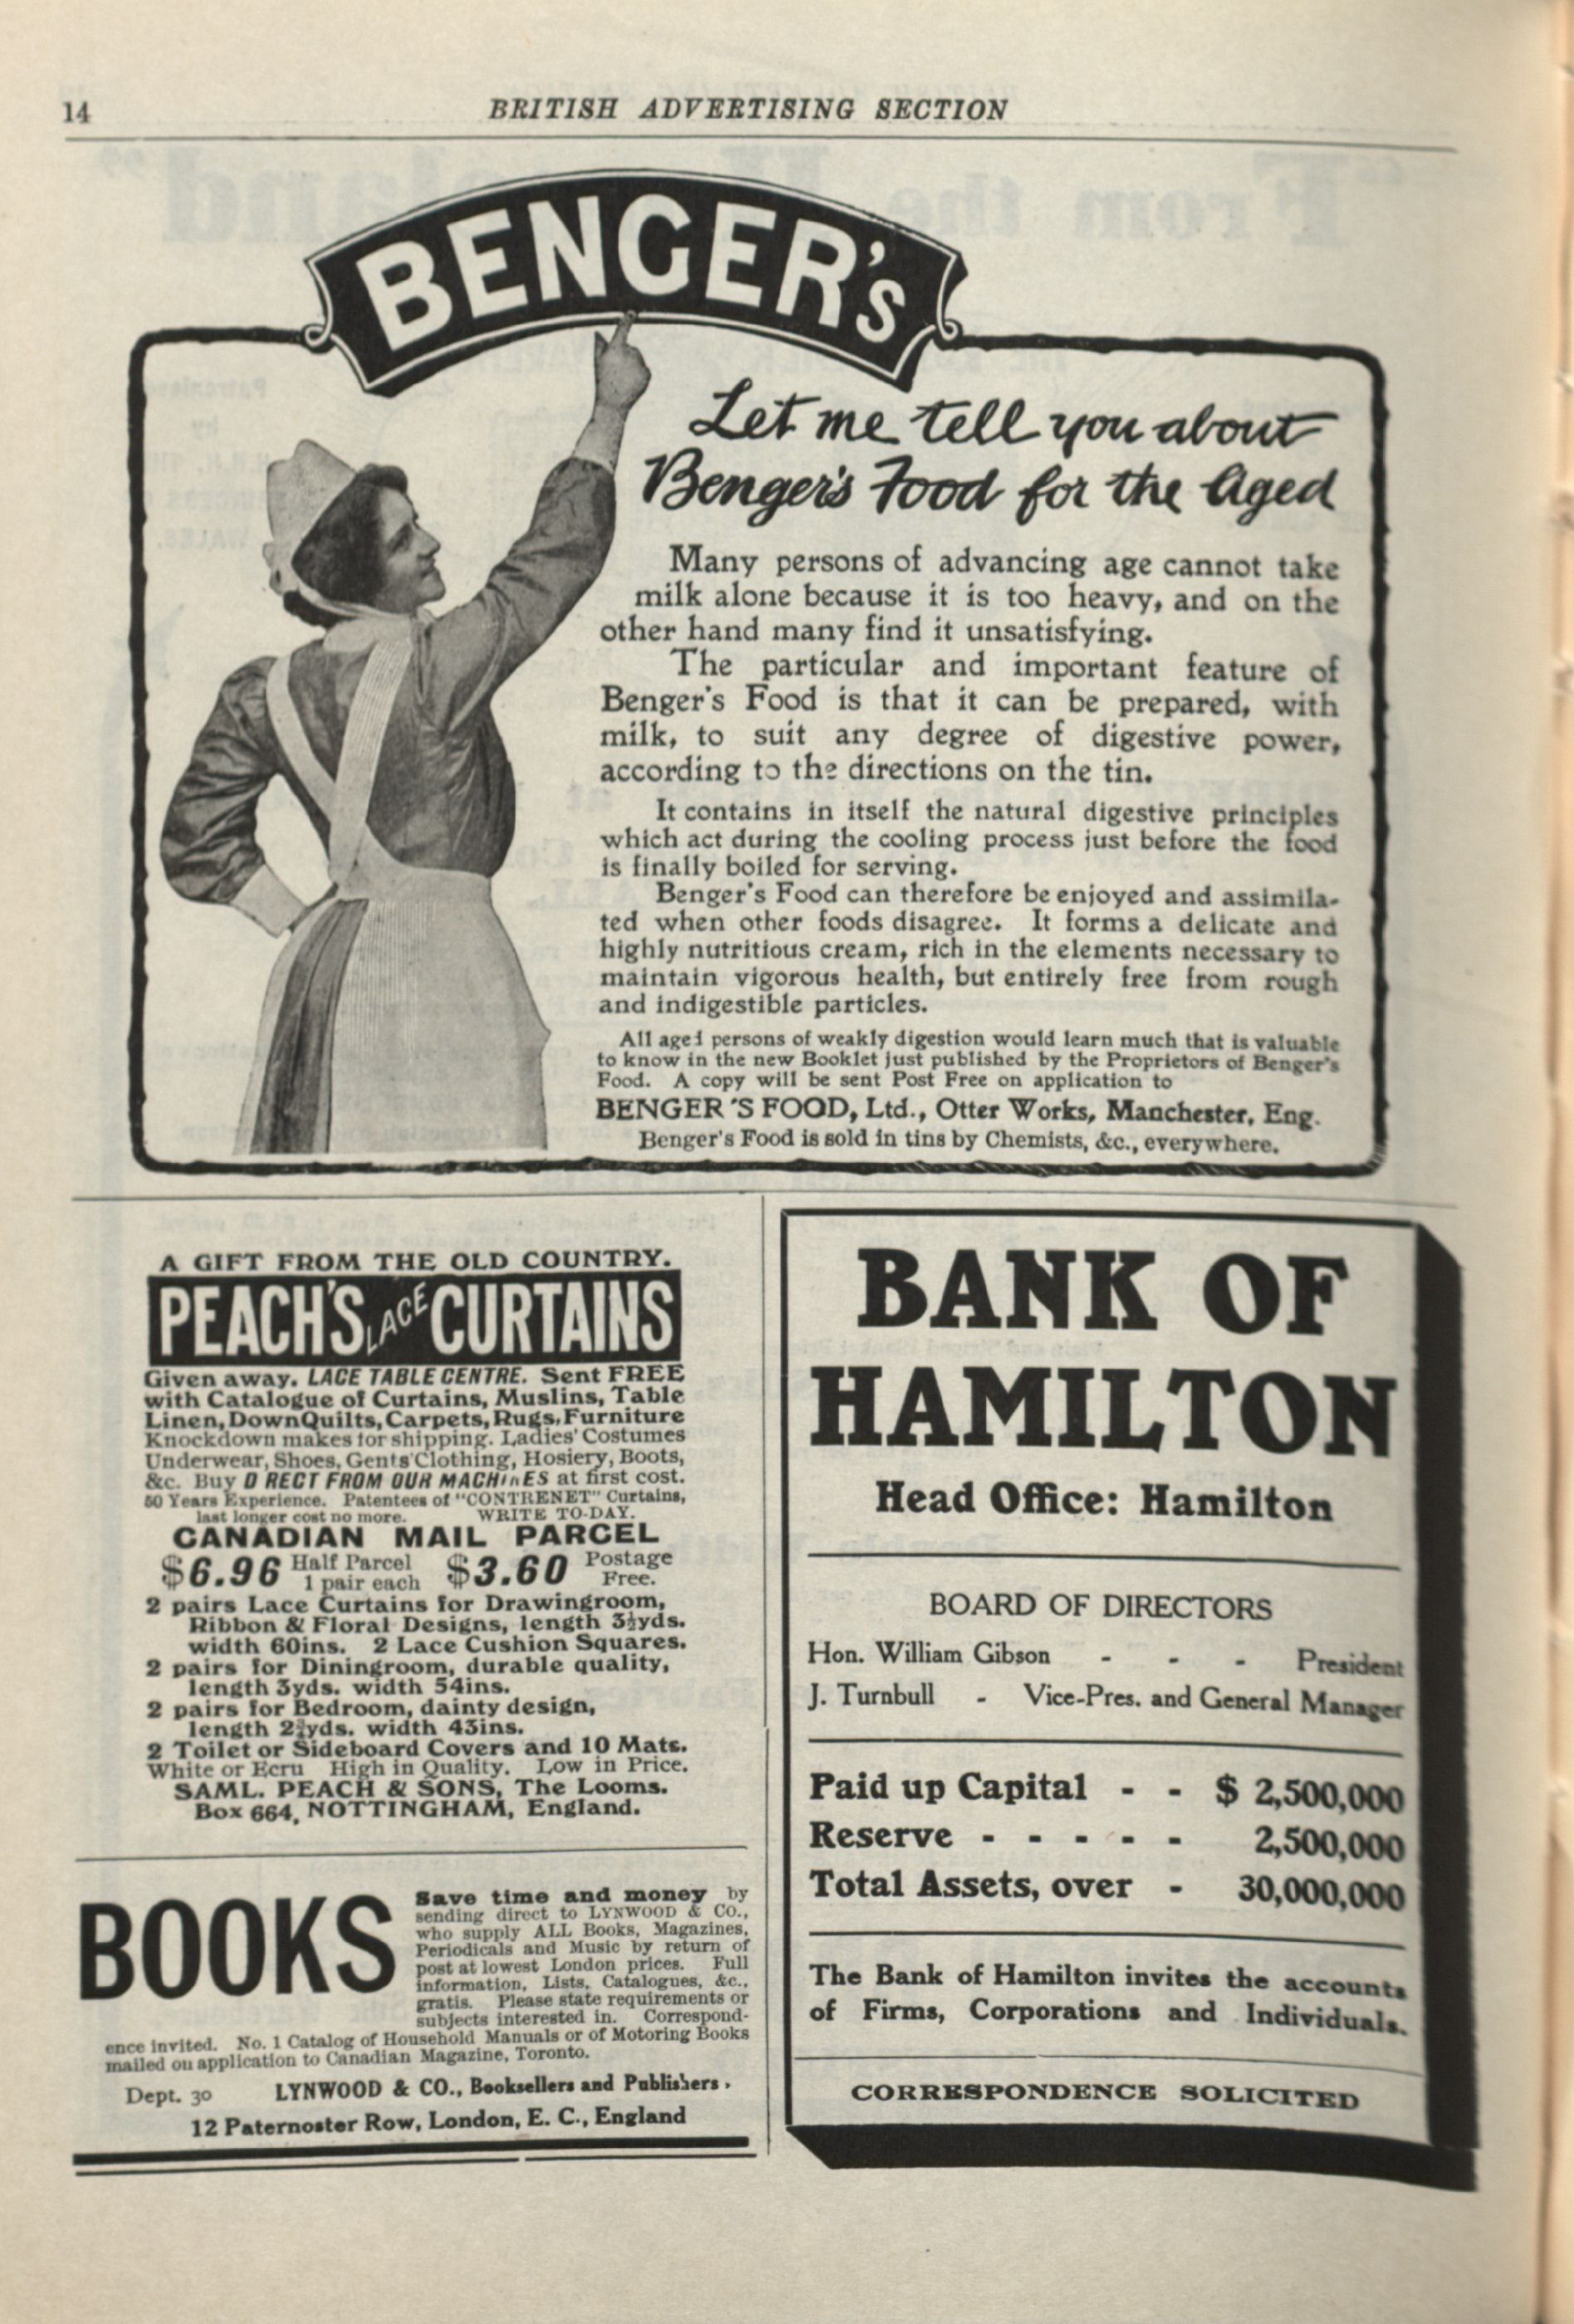 14
BRITISH ADVERTISING SECTION
BENGER'S
Let me tell you about
Benger's Food for the Aged
Many persons of advancing age cannot take
milk alone because it is too heavy, and on the
other hand many find it unsatisfying.
The particular and important feature of
Benger's Food is that it can be prepared, with
milk, to suit any degree of digestive power,
according to the directions on the tin.
It contains in itself the natural digestive principles
which act during the cooling process just before the food
is finally boiled for serving.
Benger's Food can therefore be enjoyed and assimila-
ted when other foods disagree. It forms a delicate and
highly nutritious cream, rich in the elements necessary to
maintain vigorous health, but entirely free from rough
and indigestible particles.
All aged persons of weakly digestion would learn much that is valuable
to know in the new Booklet just published by the Proprietors of Benger's
Food. A copy will be sent Post Free on application to
BENGER'S FOOD, Ltd., Otter Works, Manchester, Eng.
Benger's Food is sold in tins by Chemists, &c., everywhere.
A GIFT FROM THE OLD COUNTRY.
PEACH'S LACE CURTAINS
Given away. LACE TABLE CENTRE. Sent FREE
with Catalogue of Curtains, Muslins, Table
Linen, Down Quilts, Carpets, Rugs, Furniture
Knockdown makes for shipping. Ladies' Costumes
Underwear, Shoes, Gents' Clothing, Hosiery, Boots,
&c. Buy D RECT FROM OUR MACHINES at first cost.
50 Years Experience. Patentees of "CONTRENET" Curtains,
last longer cost no more. WRITE TO-DAY.
CANADIAN MAIL PARCEL
$6.96 Half Parcel 1 pair each $3.60 Postage Free.
2 pairs Lace Curtains for Drawingroom,
Ribbon & Floral Designs, length 3½yds.
width 60ins. 2 Lace Cushion Squares.
2 pairs for Diningroom, durable quality,
length 3yds. width 54ins.
2 pairs for Bedroom, dainty design,
length 2¾yds. width 43ins.
2 Toilet or Sideboard Covers and 10 Mats.
White or Ecru High in Quality. Low in Price.
SAML. PEACH & SONS, The Looms.
Box 664, NOTTINGHAM, England.
BOOKS
Save time and money by
sending direct to LYNWOOD & CO.,
who supply ALL Books, Magazines,
Periodicals and Music by return of
post at lowest London prices. Full
information, Lists, Catalogues, &c.,
gratis. Please state requirements or
subjects interested in. Correspond-
ence invited. No. 1 Catalog of Household Manuals or of Motoring Books
mailed on application to Canadian Magazine, Toronto.
Dept. 30 LYNWOOD & CO., Booksellers and Publishers.
12 Paternoster Row, London, E. C., England
BANK OF
HAMILTON
Head Office: Hamilton
BOARD OF DIRECTORS
Hon. William Gibson - - - President
J. Turnbull - Vice-Pres. and General Manager
Paid up Capital - - $ 2,500,000
Reserve - - - - - 2,500,000
Total Assets, over - 30,000,000
The Bank of Hamilton invites the accounts
of Firms, Corporations and Individuals.
CORRESPONDENCE SOLICITED